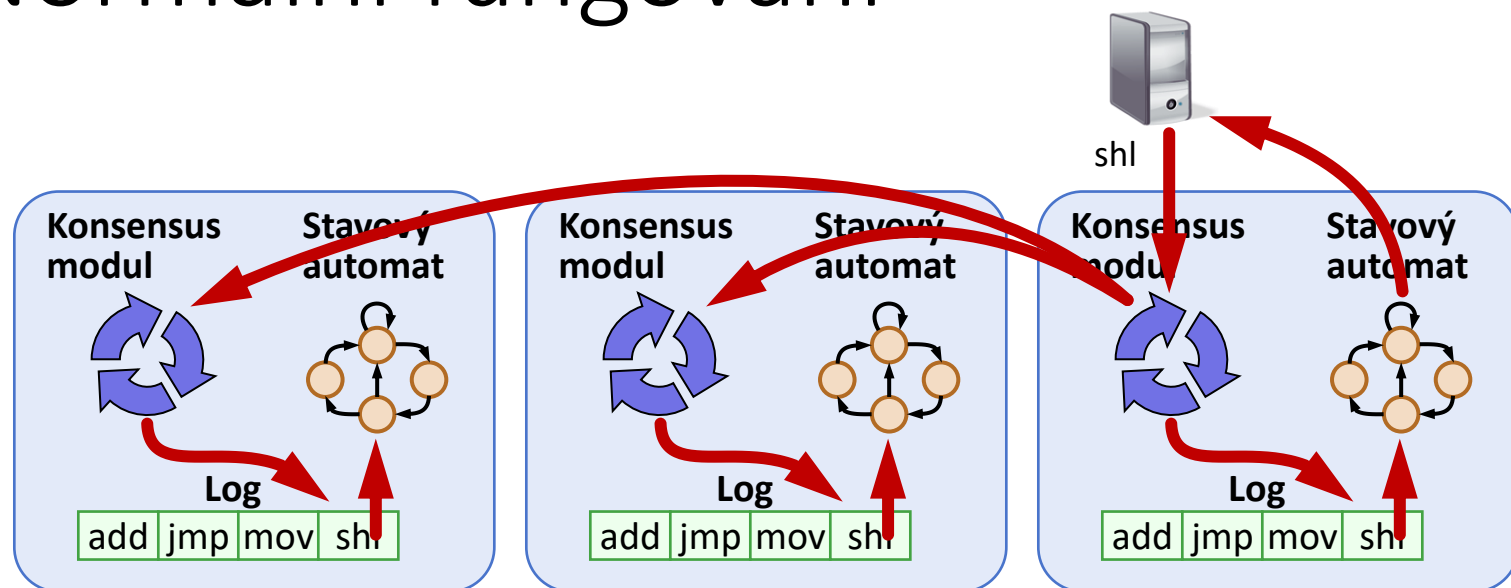 shl
Konsensus modul
Stavový automat
Log
add jmp mov shl
Konsensus modul
Stavový automat
Log
add jmp mov shl
Konsensus modul
Stavový automat
Log
add jmp mov shl